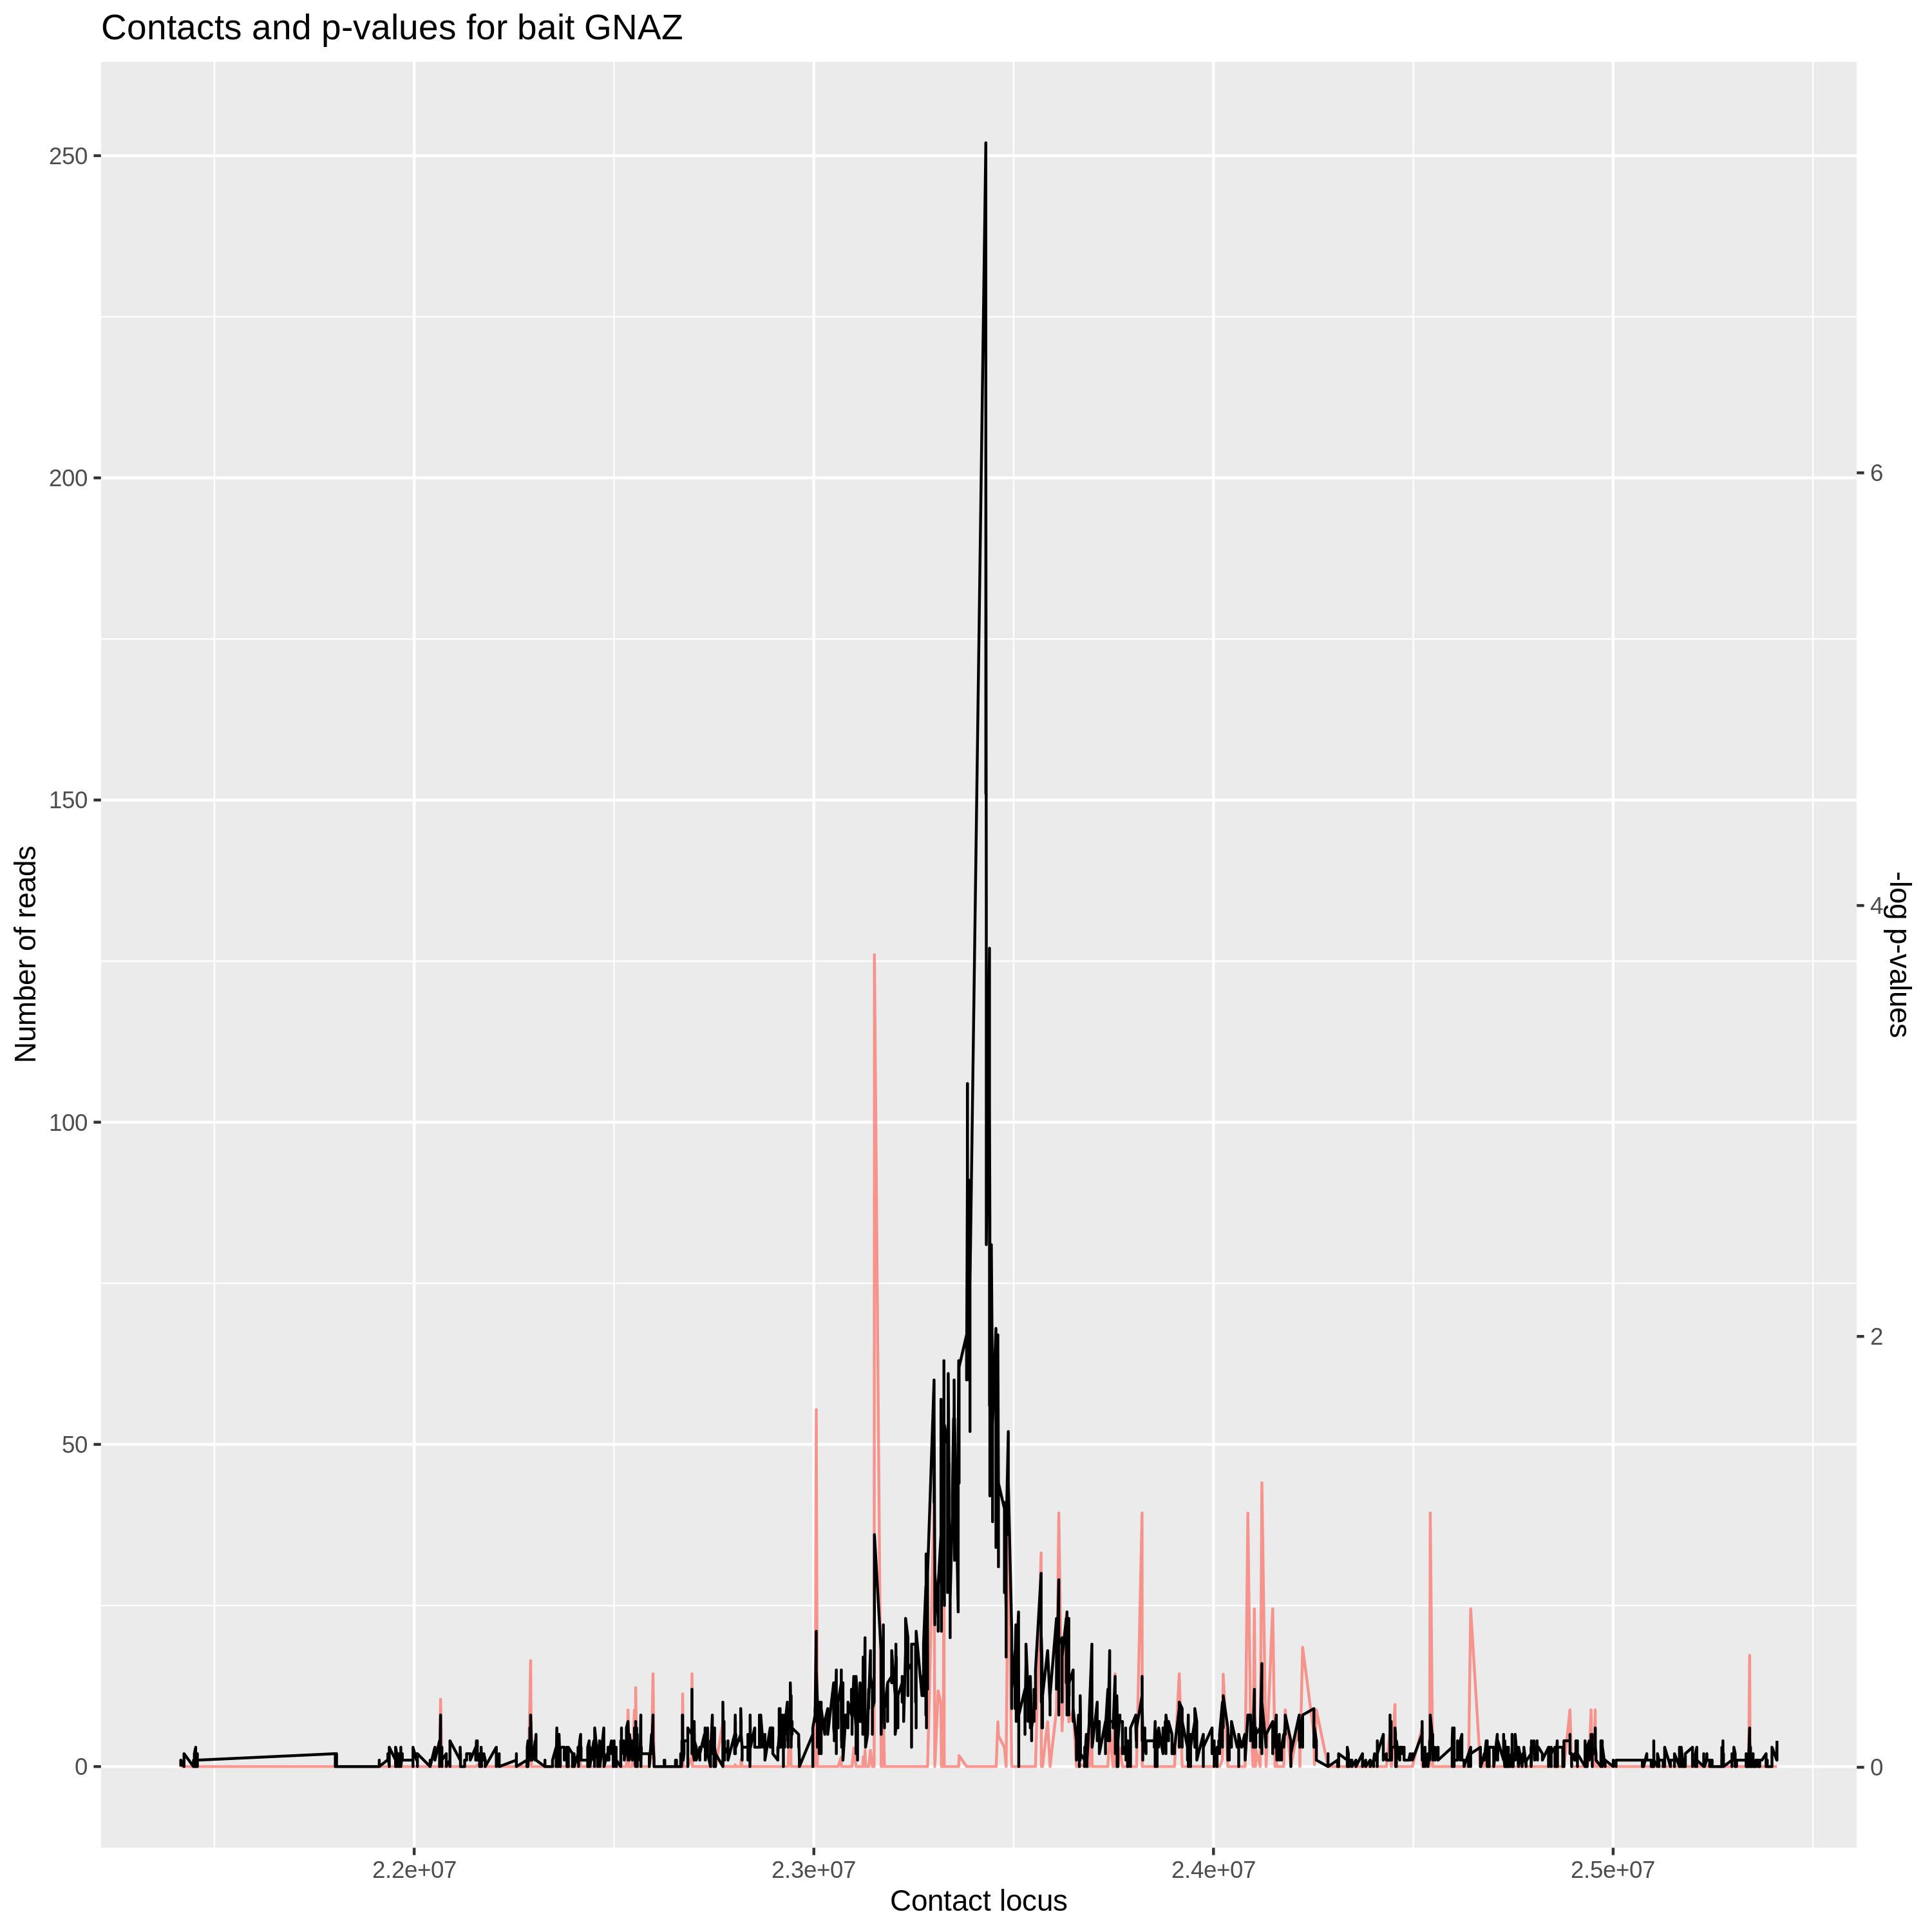 Contacts and p-values for bait GNAZ
250
200
150
100
50
0
Number of reads
6
4
2
0
-log p-values
2.2e+07
2.3e+07
2.4e+07
2.5e+07
Contact locus